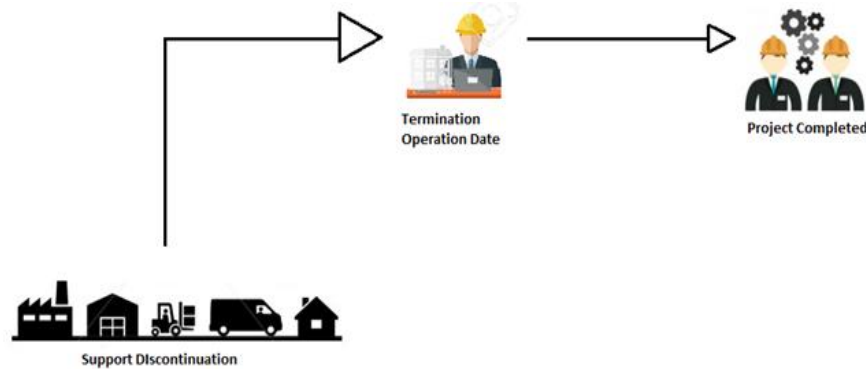 Termination
Operation Date
Project Completed
Support DIscontinuation